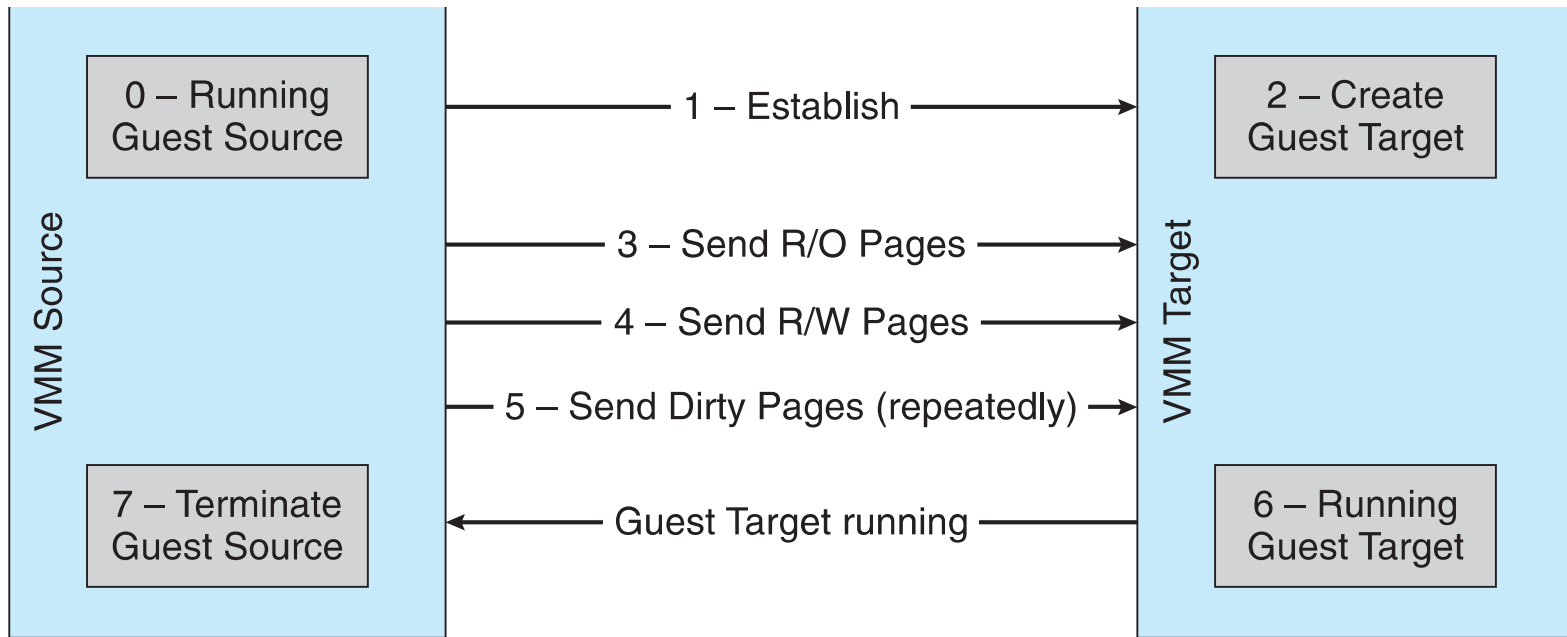 0 – Running
Guest Source
1 – Establish
2 – Create
Guest Target
VMM Source
3 – Send R/O Pages
4 – Send R/W Pages
5 – Send Dirty Pages (repeatedly)
VMM Target
7 – Terminate
Guest Source
Guest Target running
6 – Running
Guest Target